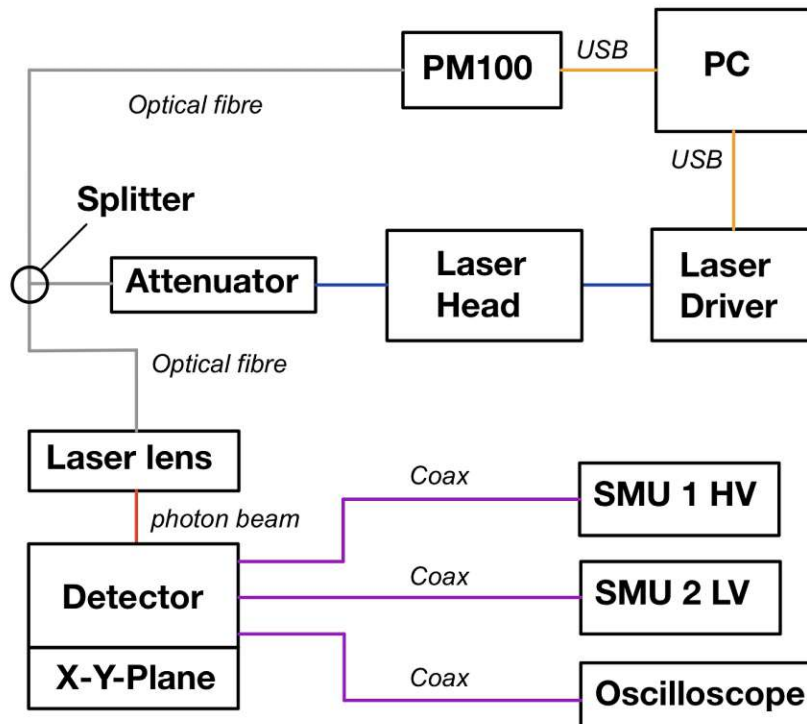 PM100
USB
PC
Optical fibre
USB
Splitter
Attenuator
Laser
Head
Laser
Driver
Optical fibre
Laser lens
Coax
SMU 1 HV
photon beam
Detector
Coax
SMU 2 LV
X-Y-Plane
Coax
Oscilloscope